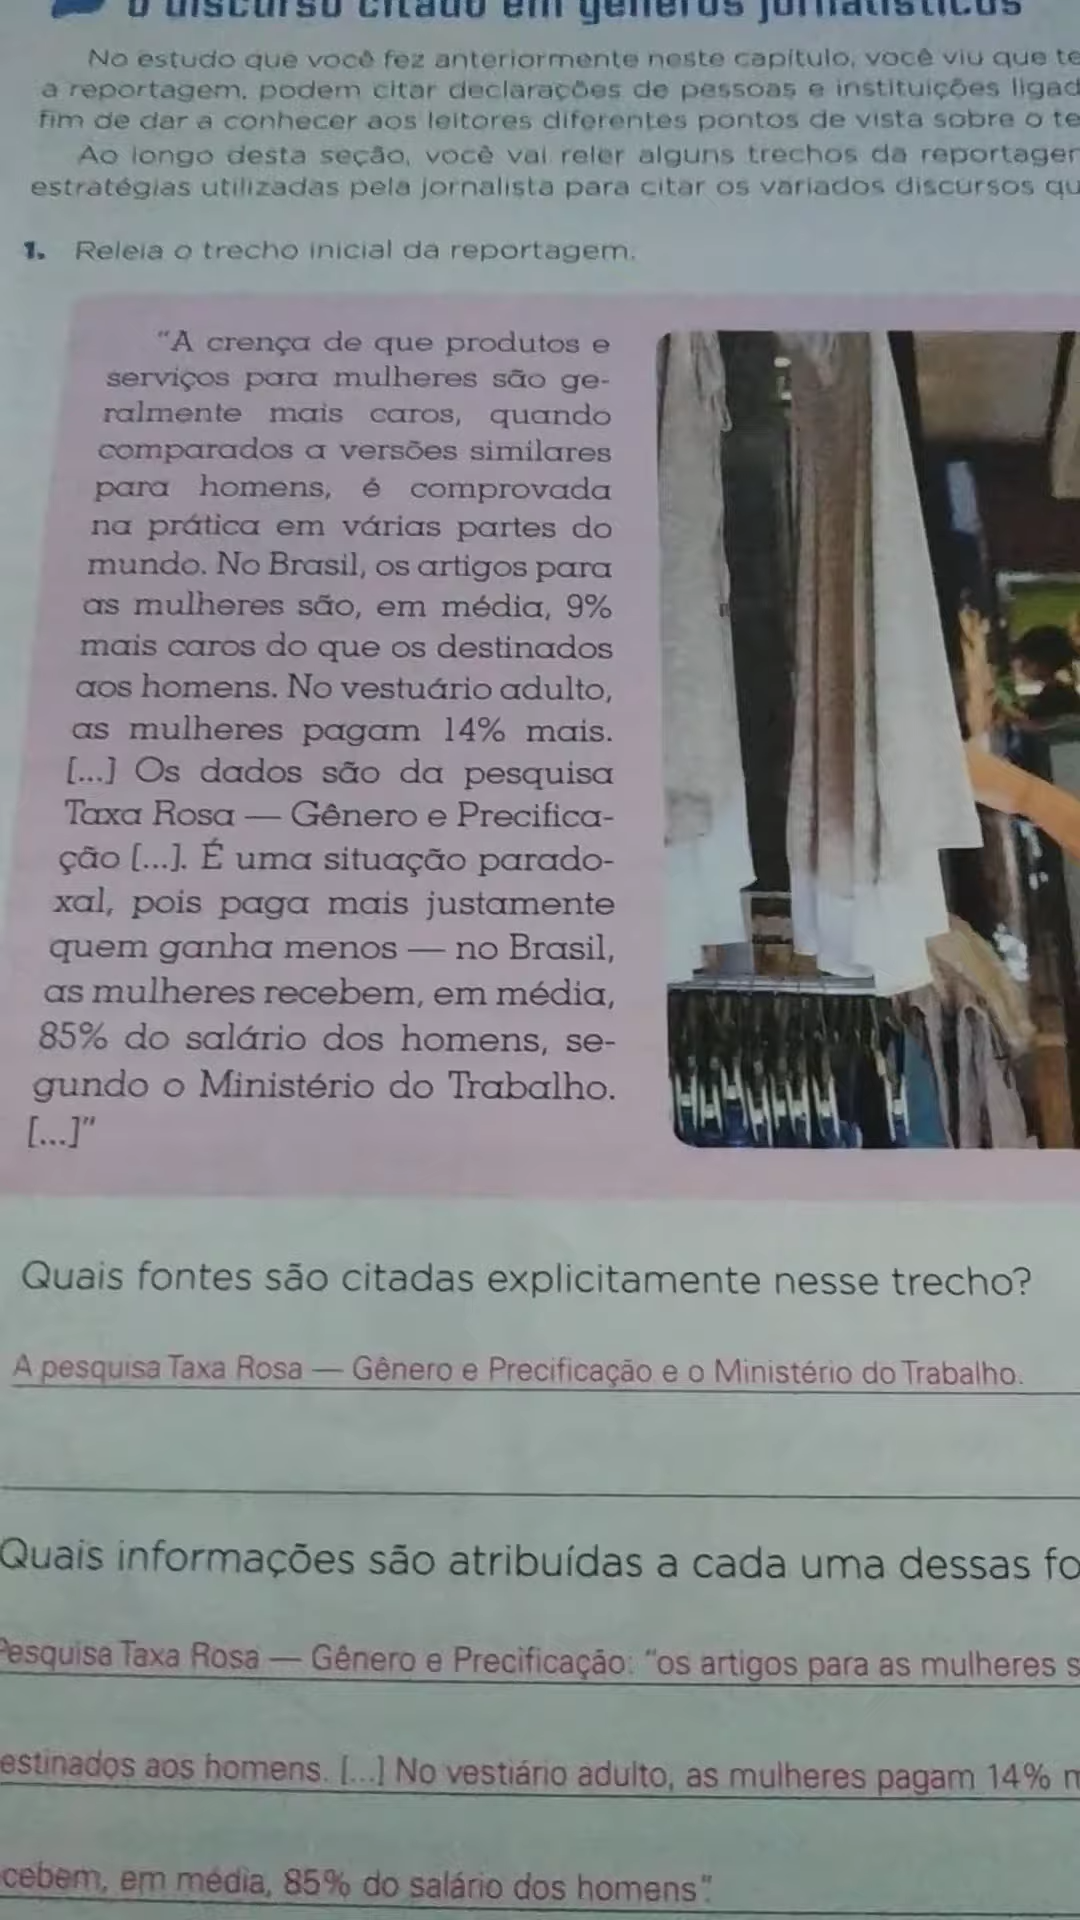 O discurso citado em gêneros jornalísticos
No estudo que você fez anteriormente neste capítulo, você viu que te
a reportagem, podem citar declarações de pessoas e instituições ligad
fim de dar a conhecer aos leitores diferentes pontos de vista sobre o te
Ao longo desta seção, você vai reler alguns trechos da reportager
estratégias utilizadas pela jornalista para citar os variados discursos qu
1. Releia o trecho inicial da reportagem.
"A crença de que produtos e
serviços para mulheres são ge-
ralmente mais caros, quando
comparados a versões similares
para homens, é comprovada
na prática em várias partes do
mundo. No Brasil, os artigos para
as mulheres são, em média, 9%
mais caros do que os destinados
aos homens. No vestuário adulto,
as mulheres pagam 14% mais.
[...] Os dados são da pesquisa
Taxa Rosa — Gênero e Precifica-
ção [...]. É uma situação parado-
xal, pois paga mais justamente
quem ganha menos — no Brasil,
as mulheres recebem, em média,
85% do salário dos homens, se-
gundo o Ministério do Trabalho.
[...]"
Quais fontes são citadas explicitamente nesse trecho?
A pesquisa Taxa Rosa — Gênero e Precificação e o Ministério do Trabalho.
Quais informações são atribuídas a cada uma dessas fo
Pesquisa Taxa Rosa — Gênero e Precificação: "os artigos para as mulheres s
estinados aos homens. [...] No vestiário adulto, as mulheres pagam 14% m
cebem, em média, 85% do salário dos homens".